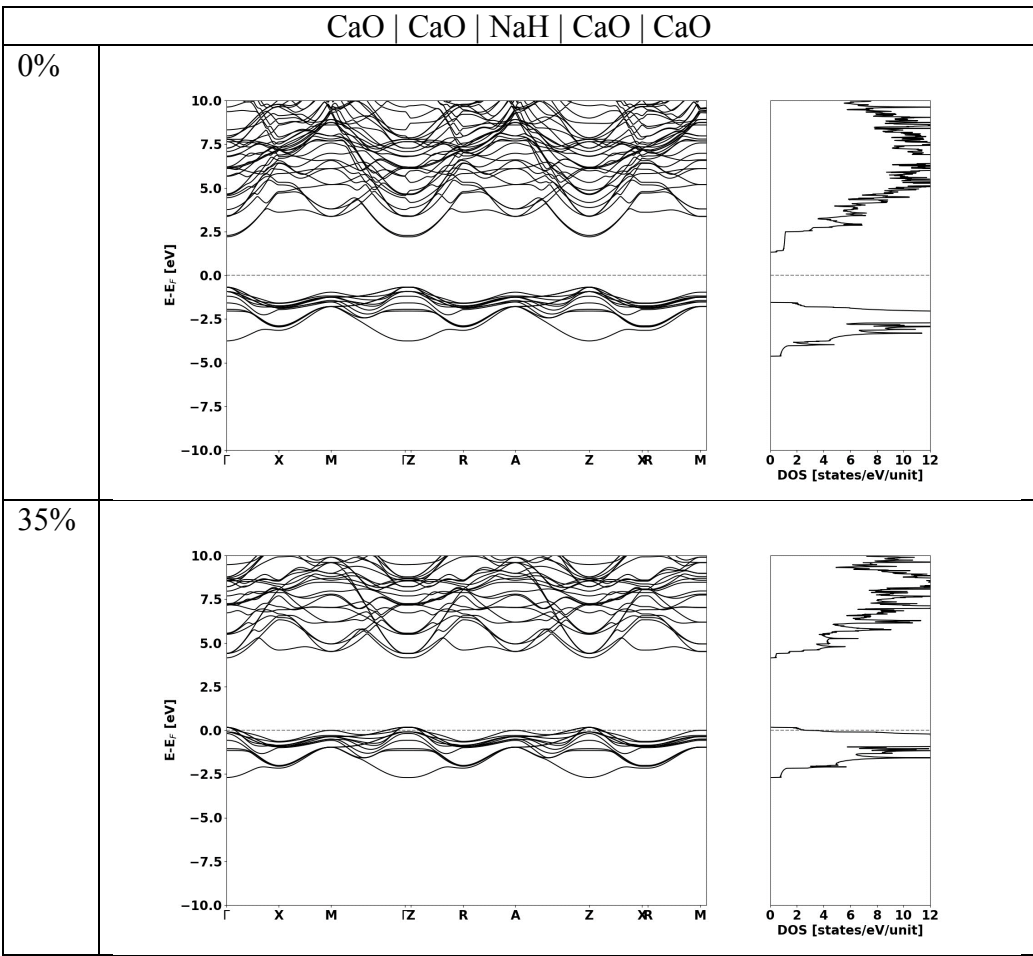 CaO | CaO | NaH | CaO | CaO
0%
10.0
7.5
5.0
2.5
0.0
−2.5
−5.0
−7.5
−10.0
E-E_F [eV]
Γ X M ΓZ R A Z XR M
0 2 4 6 8 10 12
DOS [states/eV/unit]
35%
10.0
7.5
5.0
2.5
0.0
−2.5
−5.0
−7.5
−10.0
E-E_F [eV]
Γ X M ΓZ R A Z XR M
0 2 4 6 8 10 12
DOS [states/eV/unit]